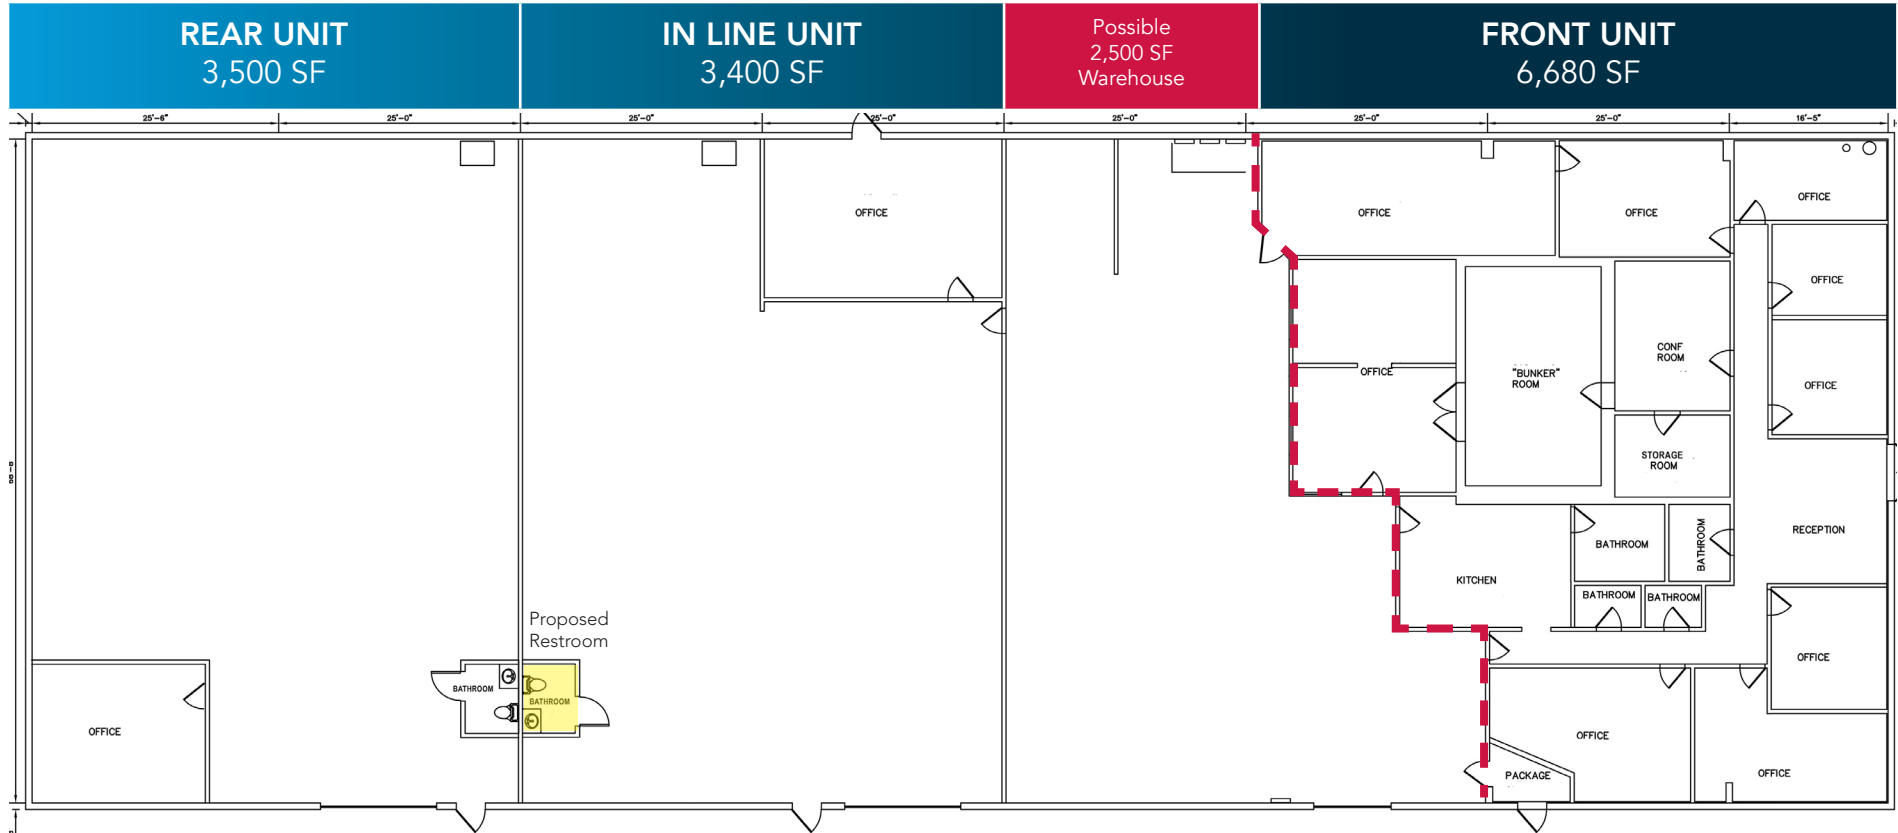 REAR UNIT
3,500 SF
IN LINE UNIT
3,400 SF
Possible
2,500 SF
Warehouse
FRONT UNIT
6,680 SF
25'-6"
25'-0"
25'-0"
25'-0"
25'-0"
25'-0"
25'-0"
16'-5"
OFFICE
OFFICE
OFFICE
OFFICE
OFFICE
OFFICE
CONF
ROOM
"BUNKER"
ROOM
OFFICE
OFFICE
STORAGE
ROOM
RECEPTION
BATHROOM
BATHROOM
KITCHEN
BATHROOM
BATHROOM
Proposed
Restroom
OFFICE
BATHROOM
BATHROOM
OFFICE
OFFICE
OFFICE
PACKAGE